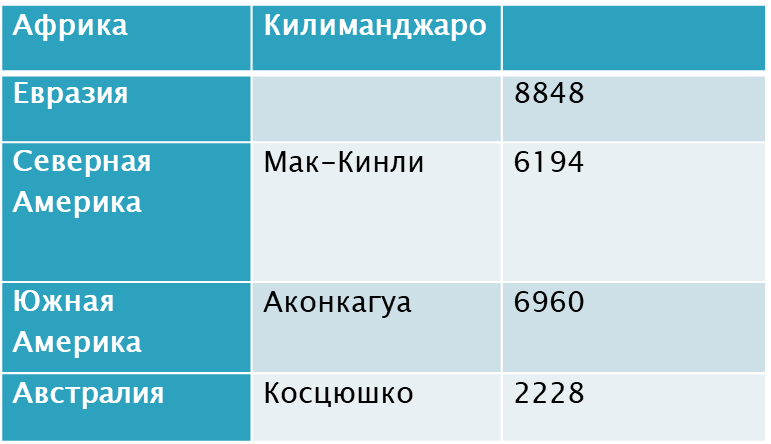 Африка Килиманджаро
Евразия 8848
Северная Мак-Кинли 6194
Америка
Южная Аконкагуа 6960
Америка
Австралия Косцюшко 2228